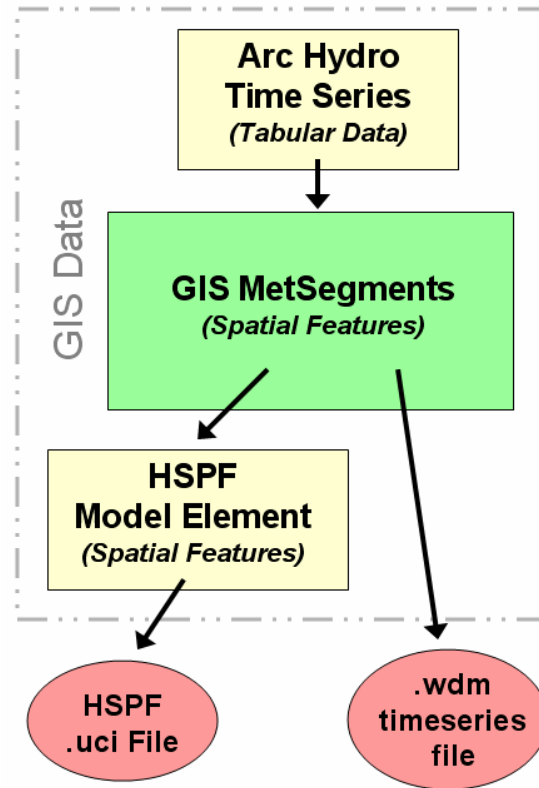 Arc Hydro
Time Series
(Tabular Data)
GIS Data
GIS MetSegments
(Spatial Features)
HSPF
Model Element
(Spatial Features)
HSPF
.uci File
.wdm
timeseries
file